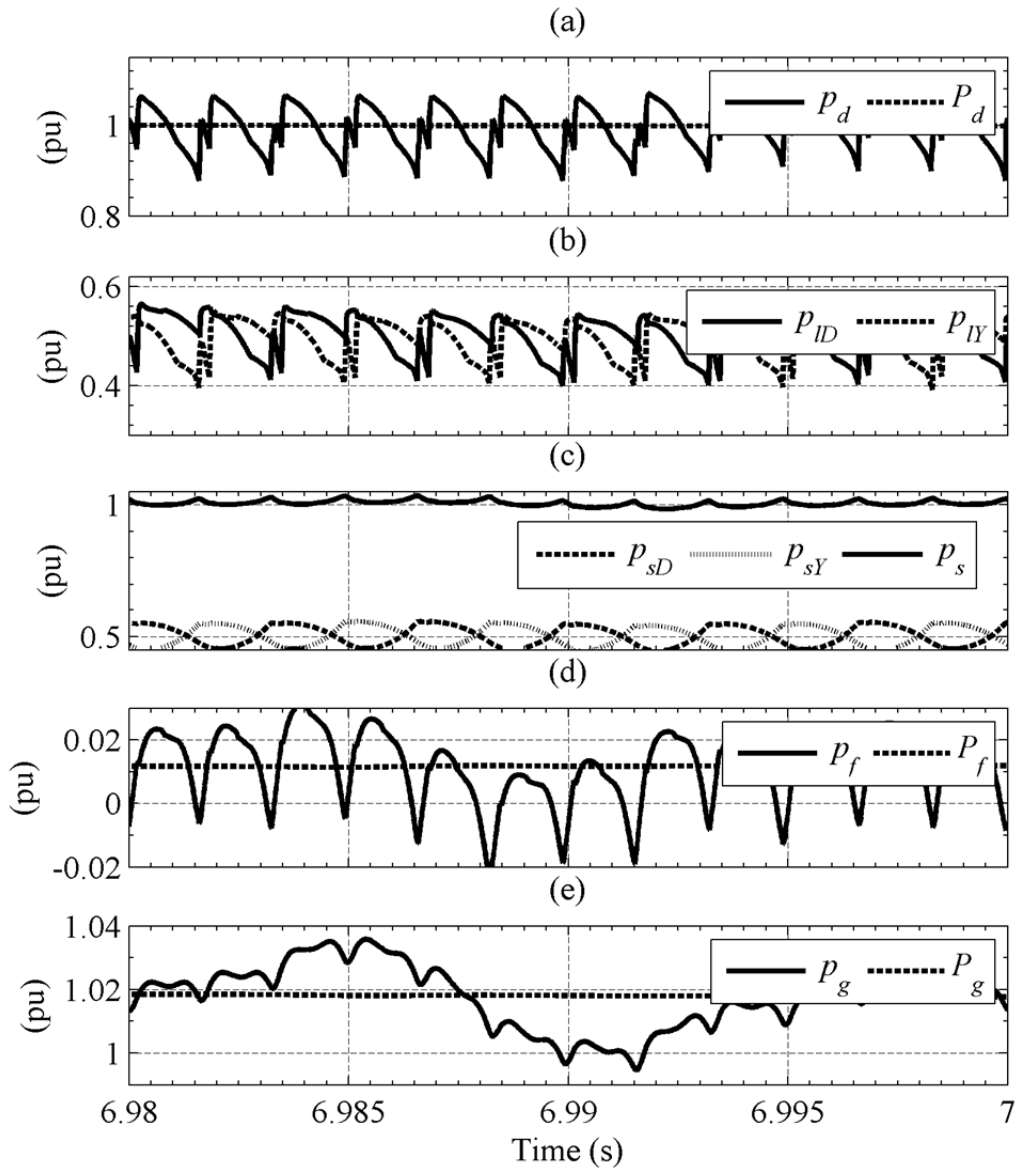 (a)
1
0.8
(pu)
p_d P_d
(b)
0.6
0.4
(pu)
p_lD p_lY
(c)
1
0.5
(pu)
p_sD p_sY p_s
(d)
0.02
0
-0.02
(pu)
p_f P_f
(e)
1.04
1.02
1
(pu)
p_g P_g
6.98 6.985 6.99 6.995 7
Time (s)